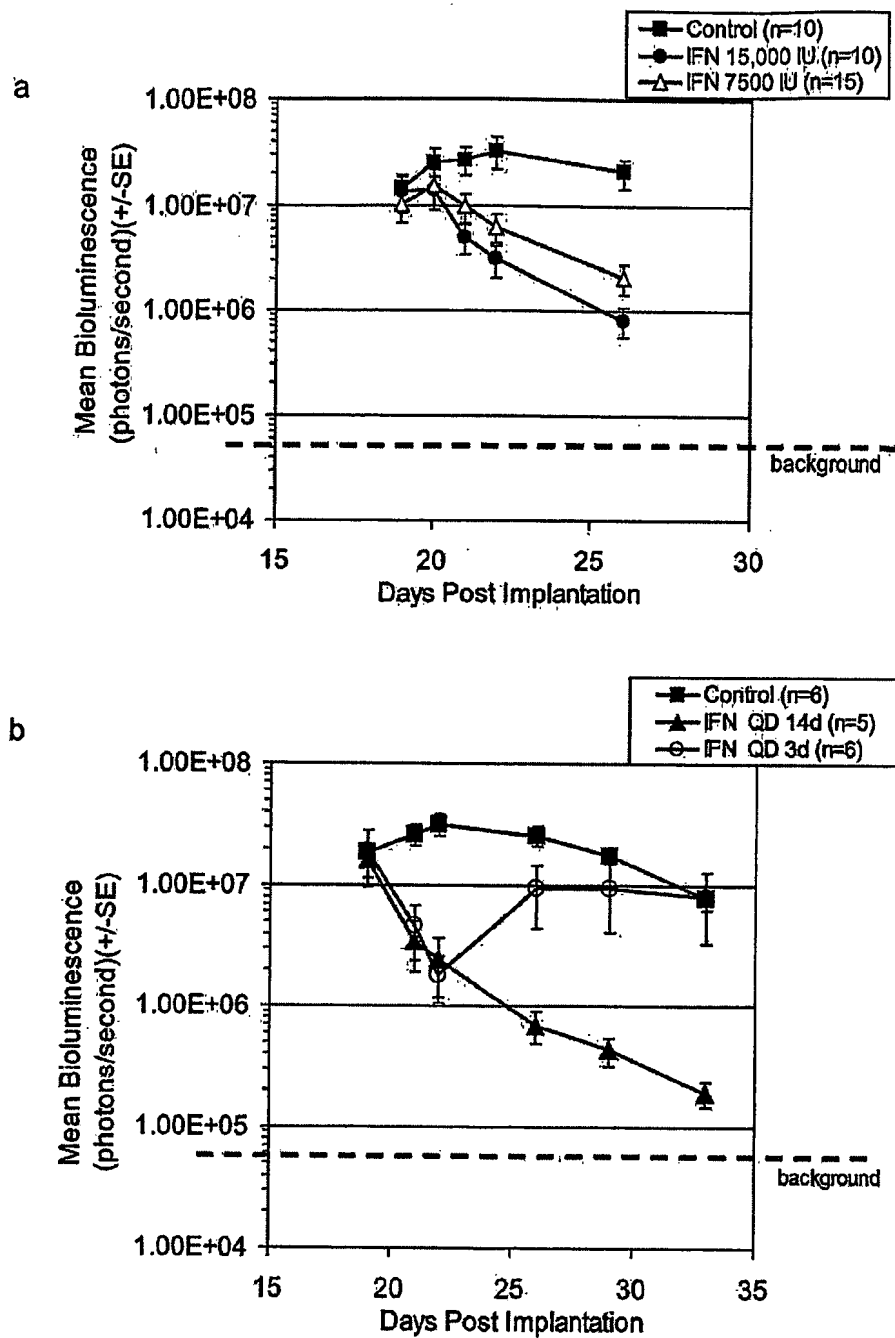 a
Control (n=10)
IFN 15,000 IU (n=10)
IFN 7500 IU (n=15)
Mean Bioluminescence
(photons/second)(+/-SE)
1.00E+08
1.00E+07
1.00E+06
1.00E+05
1.00E+04
background
15
20
25
30
Days Post Implantation
b
Control (n=6)
IFN QD 14d (n=5)
IFN QD 3d (n=6)
Mean Bioluminescence
(photons/second)(+/-SE)
1.00E+08
1.00E+07
1.00E+06
1.00E+05
1.00E+04
background
15
20
25
30
35
Days Post Implantation